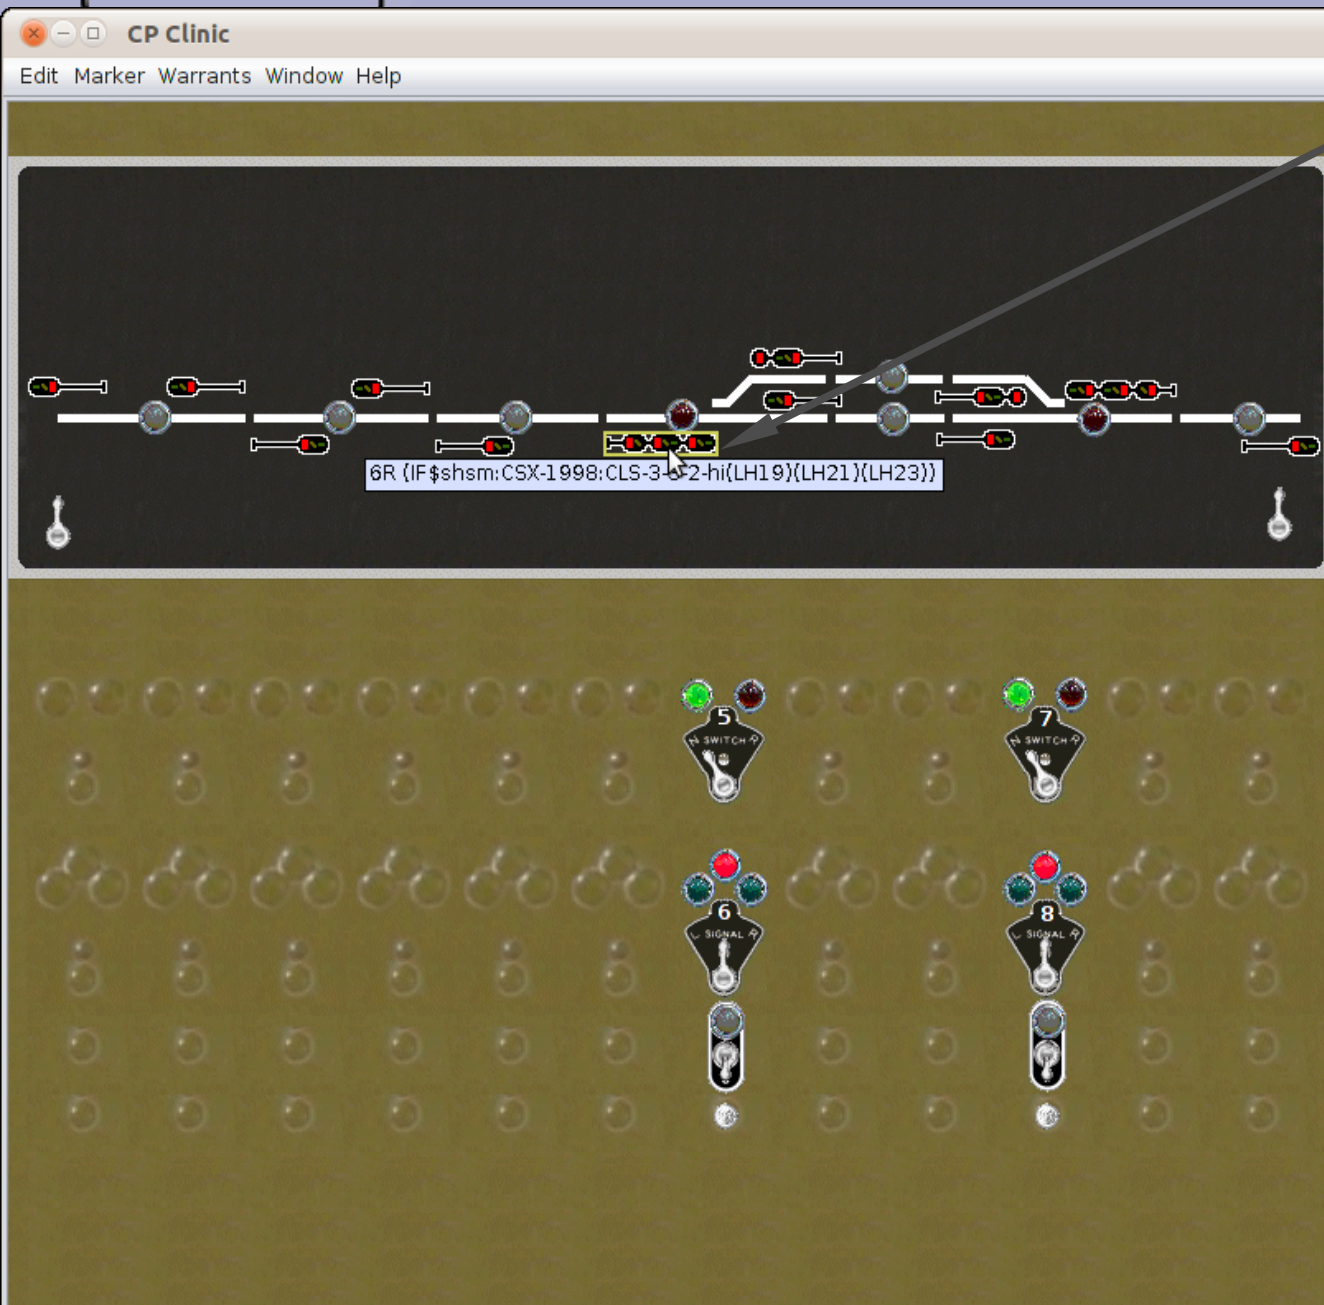 CP Clinic
Edit Marker Warrants Window Help
6R (IF$shsm:CSX-1998:CLS-3-3-2-hi(LH19)(LH21)(LH23))
5
N SWITCH R
7
N SWITCH R
6
L SIGNAL R
8
L SIGNAL R